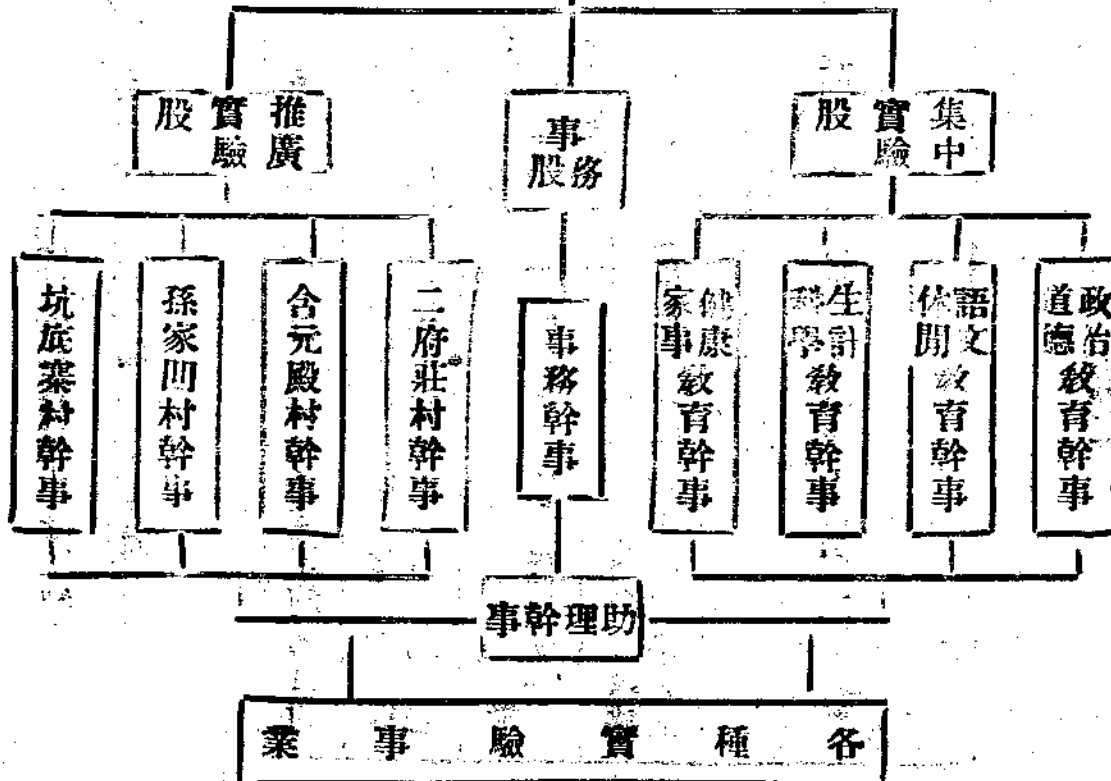 集中實驗股
事務股
推廣實驗股
政治道德教育幹事
語文休閒教育幹事
生計科學教育幹事
健康家事教育幹事
事務幹事
二府莊村幹事
含元殿村幹事
孫家凹村幹事
坑底寨村幹事
助理幹事
各種實驗事業